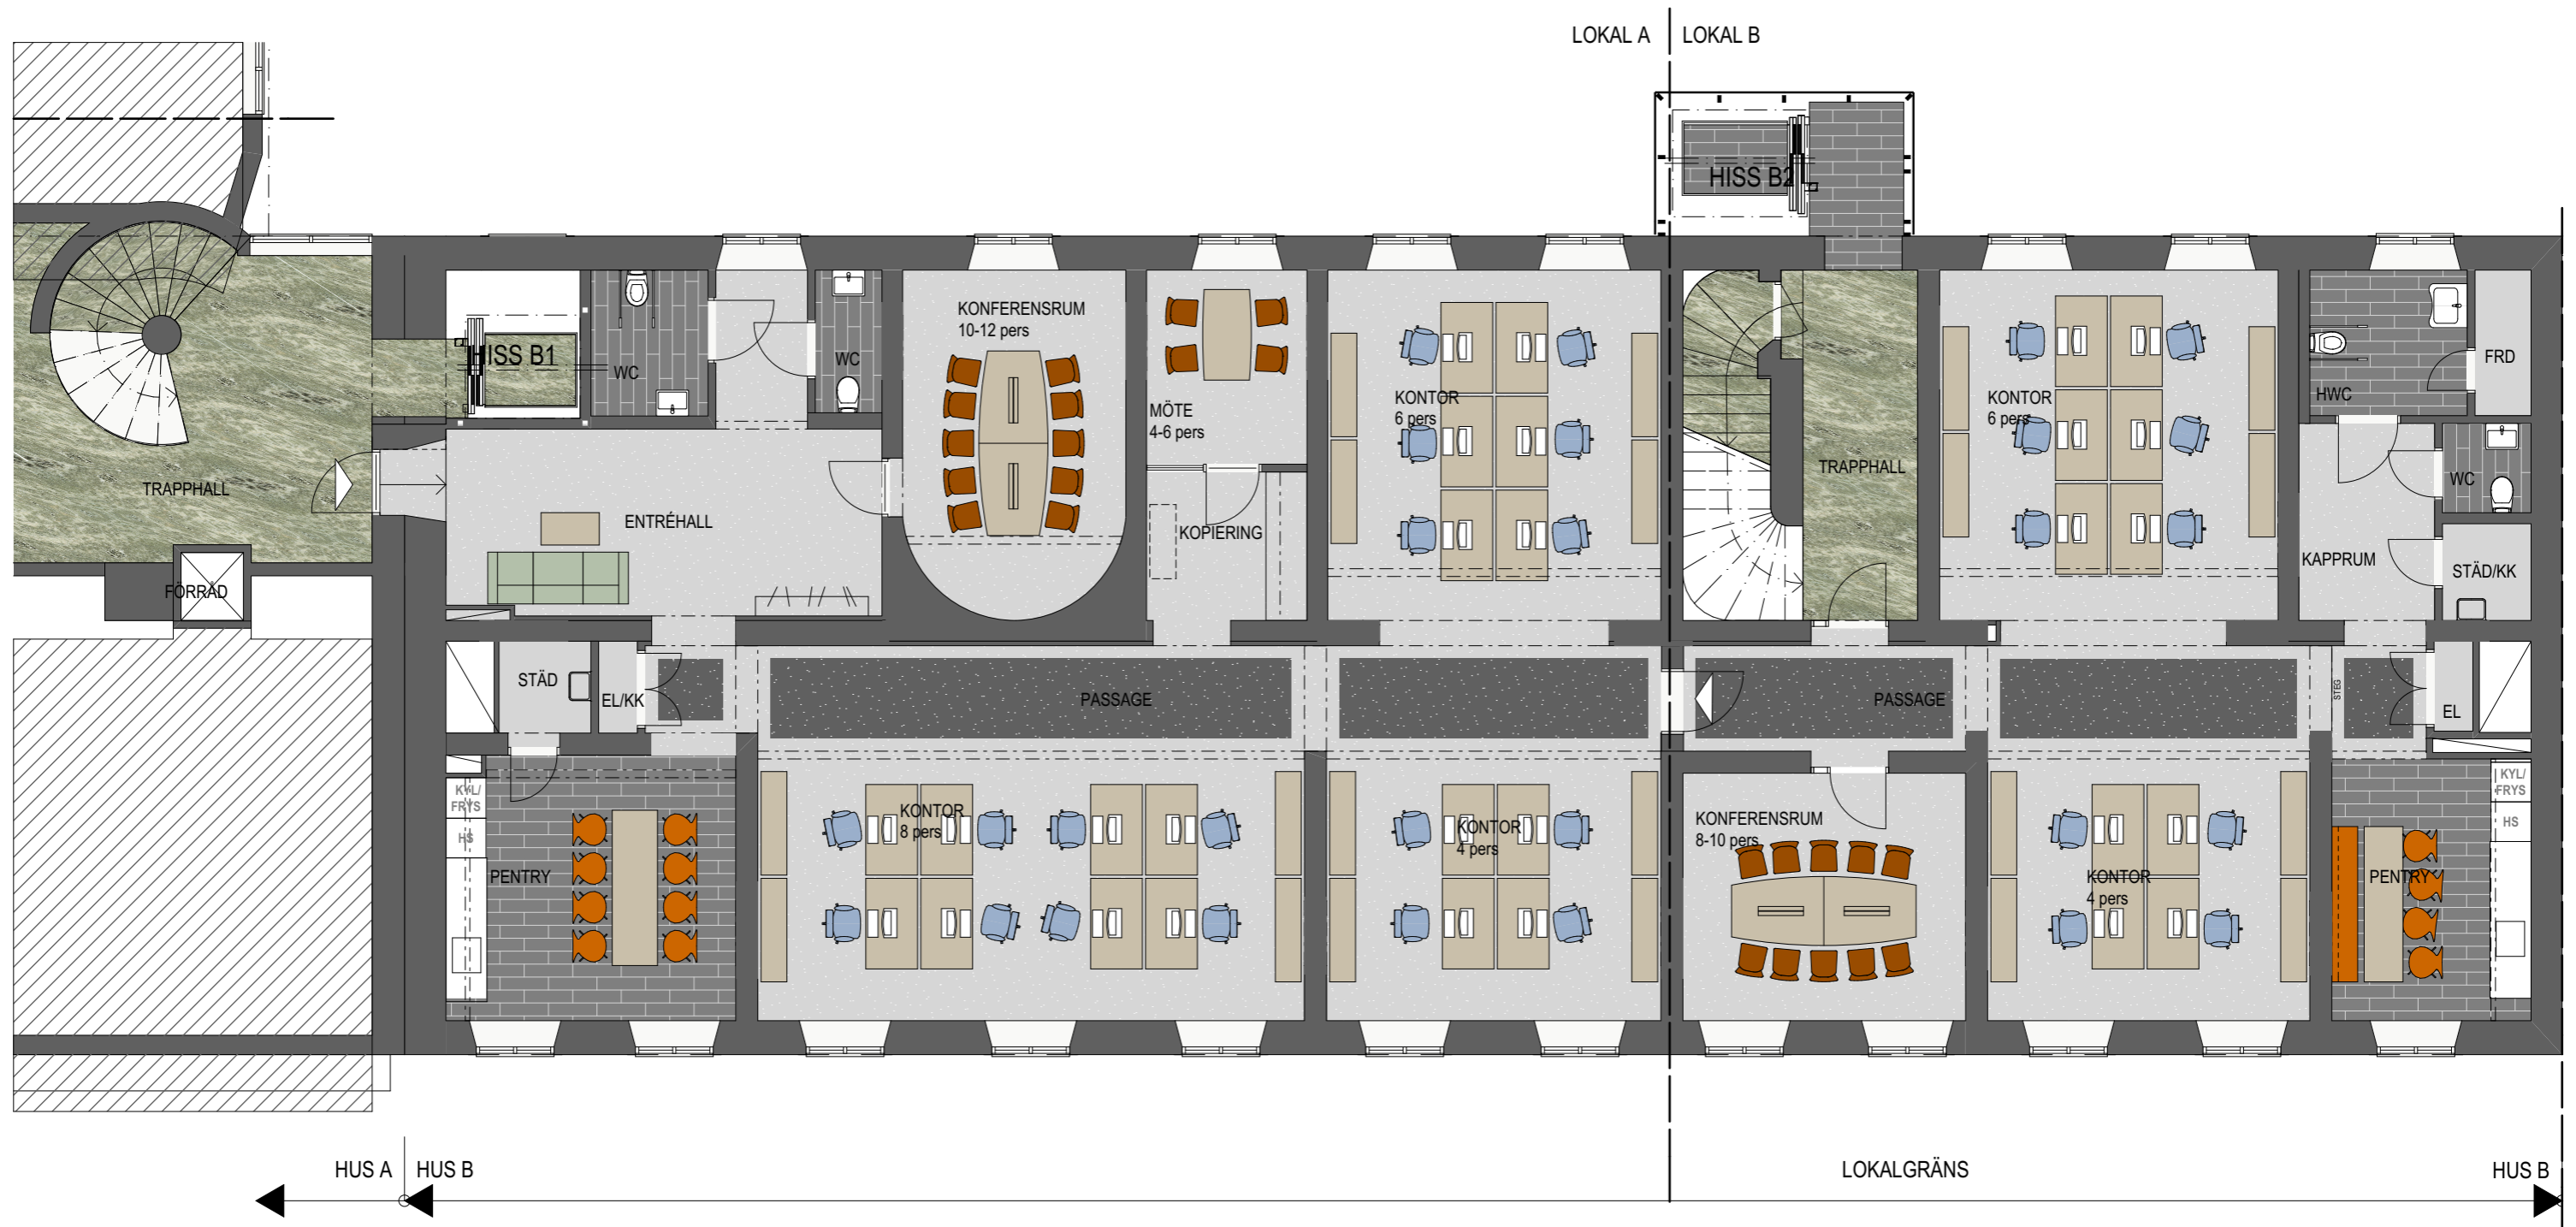 LOKAL A
LOKAL B
HISS B2
HISS B1
WC
WC
KONFERENSRUM
10-12 pers
MÖTE
4-6 pers
KONTOR
6 pers
KONTOR
6 pers
HWC
FRD
TRAPPHALL
ENTRÉHALL
KOPIERING
TRAPPHALL
WC
KAPPRUM
STÄD/KK
FÖRRÅD
STÄD
EL/KK
PASSAGE
PASSAGE
STEG
EL
KYL/
FRYS
HS
PENTRY
KONTOR
8 pers
KONTOR
4 pers
KONFERENSRUM
8-10 pers
KONTOR
4 pers
PENTRY
KYL/
FRYS
HS
HUS A
HUS B
LOKALGRÄNS
HUS B